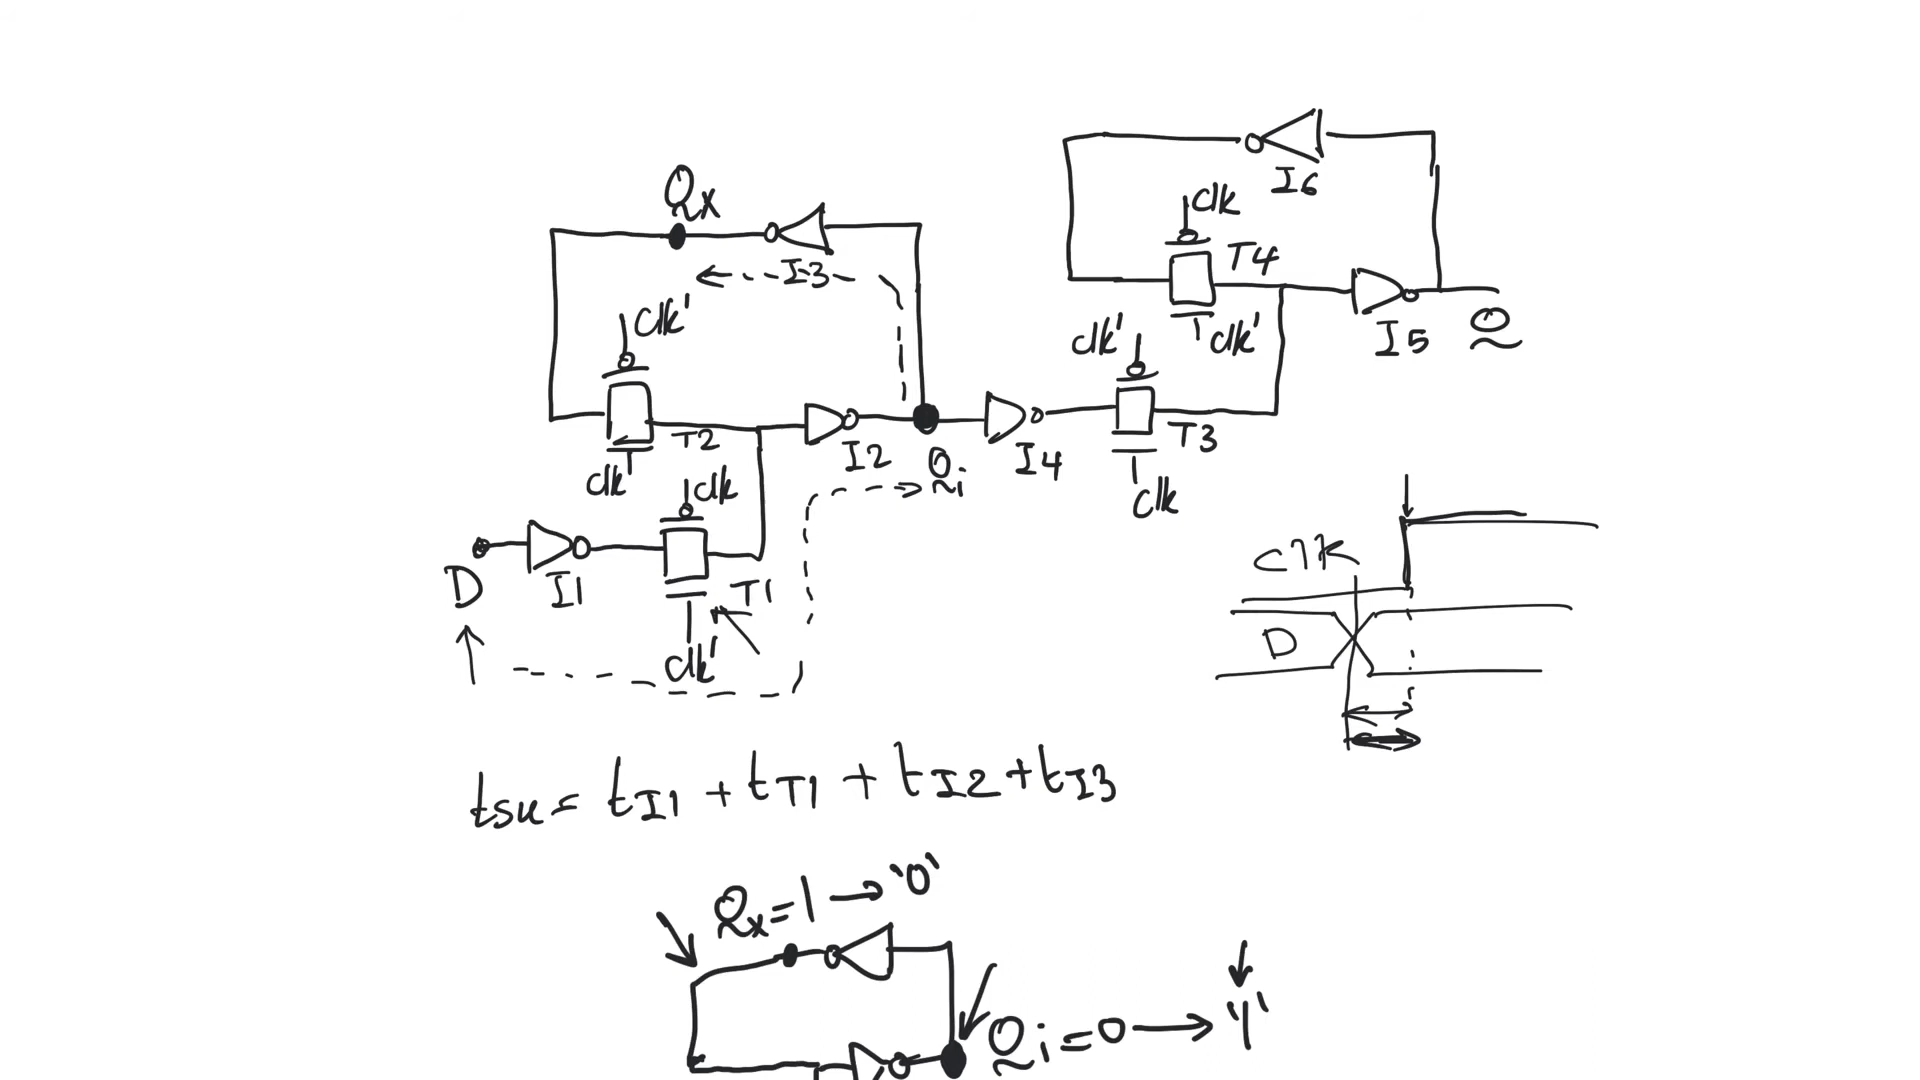 I6
clk
Qx
T4
I3
clk'
clk'
clk'
I5
Q
T2
I2
Qi
I4
T3
clk
clk
clk
D
I1
T1
clk'
CLK
D
tsu = tI1 + tT1 + tI2 + tI3
Qx = 1 → '0'
Qi = 0 → '1'